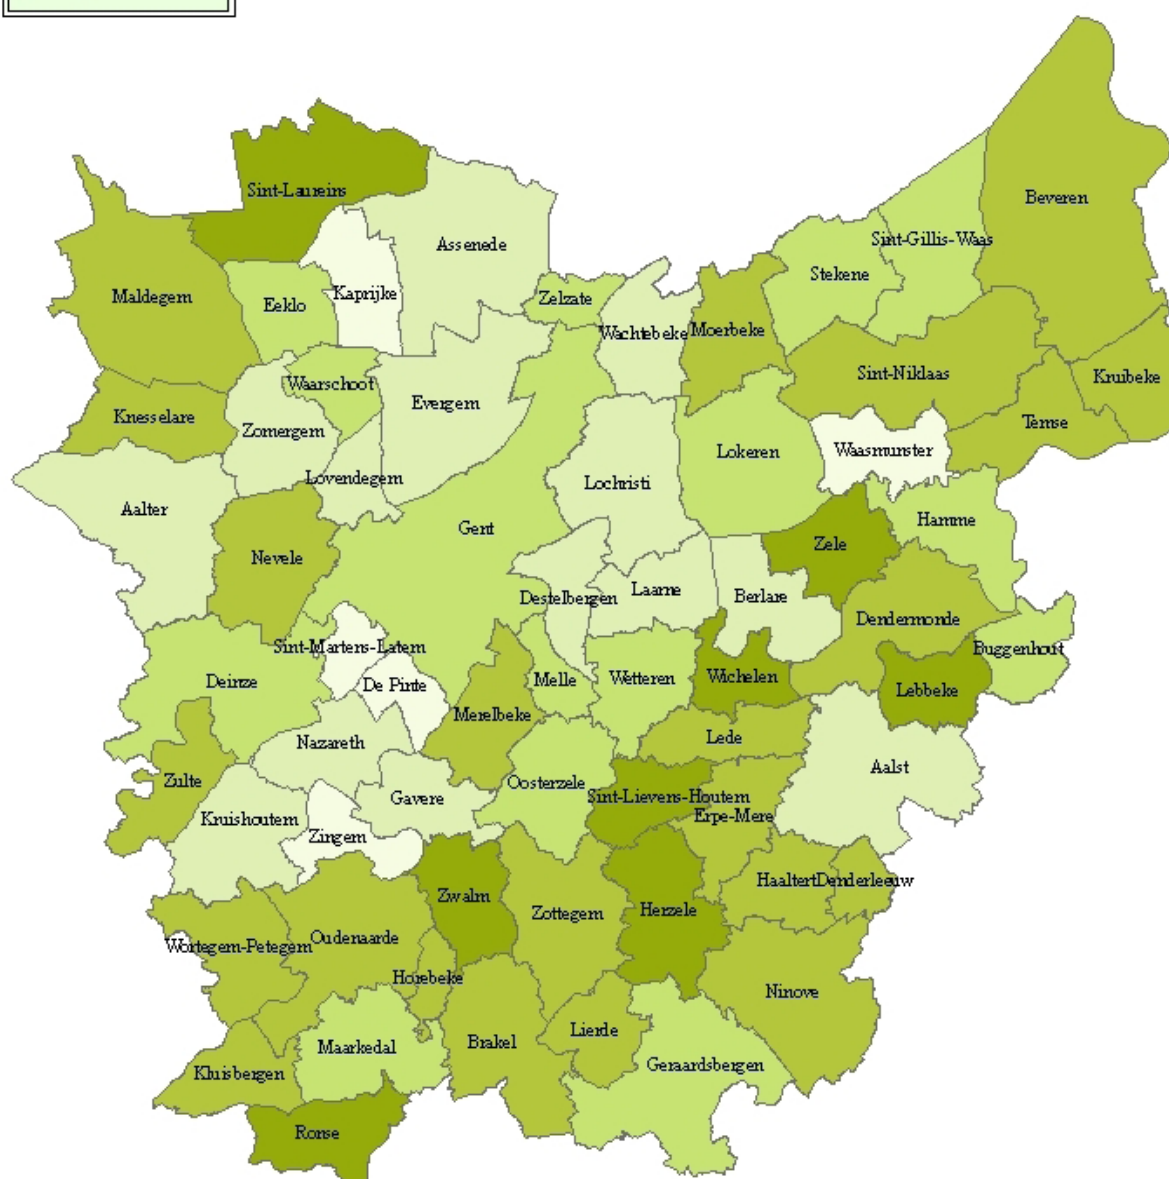 Sint-Laureins
Beveren
Assenede
Sint-Gillis-Waas
Stekene
Maldegem
Kaprijke
Eeklo
Zelzate
Wachtebeke
Moerbeke
Sint-Niklaas
Kruibeke
Waarschoot
Evergem
Knesselare
Zomergem
Temse
Waasmunster
Lokeren
Lovendegem
Lochristi
Aalter
Hamme
Gent
Zele
Nevele
Laarne
Berlare
Destelbergen
Dendermonde
Sint-Martens-Latem
Buggenhout
Deinze
De Pinte
Melle
Wetteren
Wichelen
Lebbeke
Merelbeke
Nazareth
Lede
Aalst
Zulte
Oosterzele
Gavere
Sint-Lievens-Houtem
Kruishoutem
Erpe-Mere
Zingem
Haaltert
Denderleeuw
Zwalm
Zottegem
Herzele
Oudenaarde
Wortegem-Petegem
Horebeke
Ninove
Lierde
Brakel
Maarkedal
Geraardsbergen
Kluisbergen
Ronse